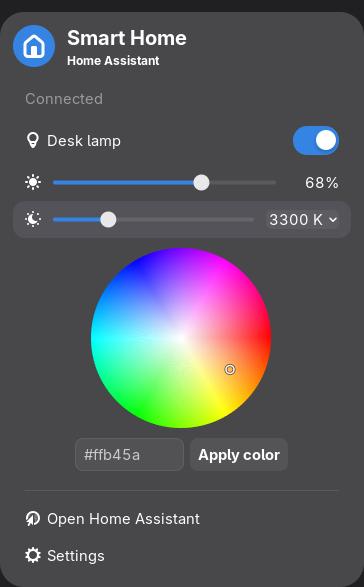 Smart Home
Home Assistant
Connected
Desk lamp
68%
3300 K
#ffb45a
Apply color
Open Home Assistant
Settings